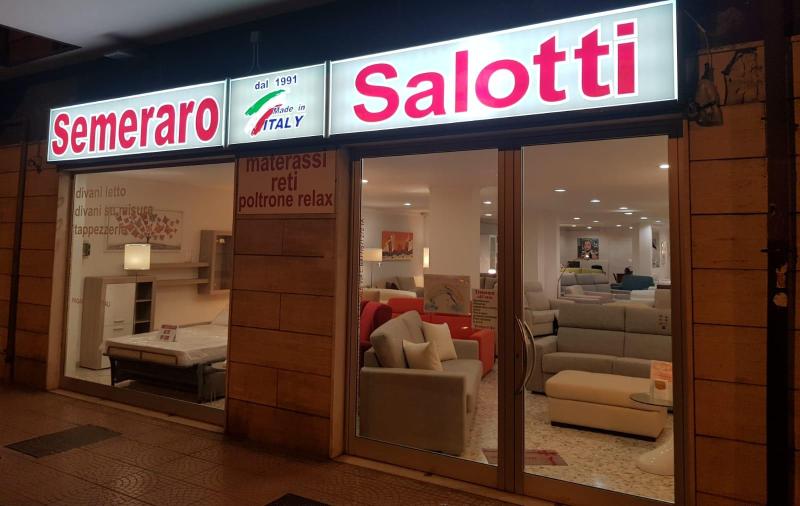 Semeraro
dal 1991
Made in
ITALY
Salotti
materassi
reti
poltrone relax
divani letto
divani su misura
tappezzeria